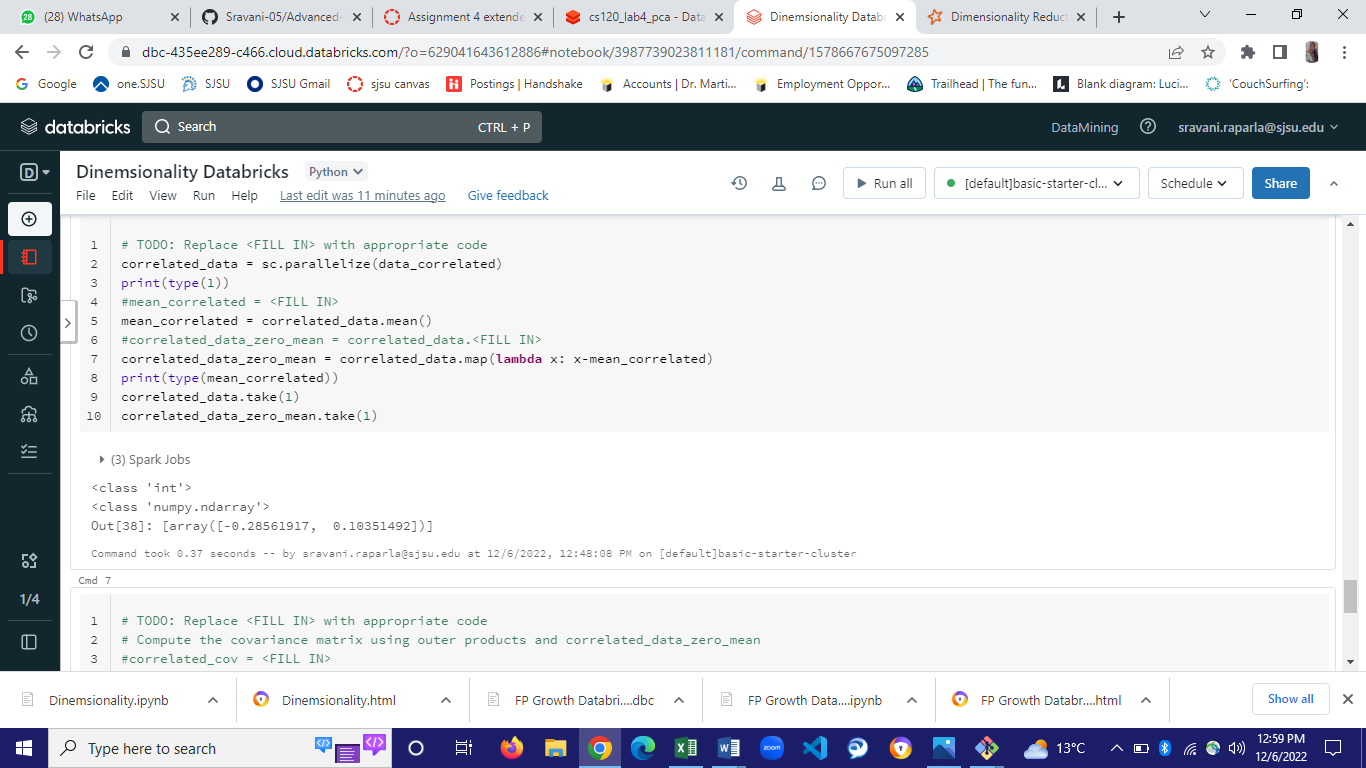 (28) WhatsApp
Sravani-05/Advanced-
Assignment 4 extende
cs120_lab4_pca - Data
Dinemsionality Datab
Dimensionality Reduct
dbc-435ee289-c466.cloud.databricks.com/?o=629041643612886#notebook/3987739023811181/command/1578667675097285
Google
one.SJSU
SJSU
SJSU Gmail
sjsu canvas
Postings | Handshake
Accounts | Dr. Marti...
Employment Oppor...
Trailhead | The fun...
Blank diagram: Luci...
'CouchSurfing':
databricks
Search
CTRL + P
DataMining
sravani.raparla@sjsu.edu
D
Dinemsionality Databricks
Python
File
Edit
View
Run
Help
Last edit was 11 minutes ago
Give feedback
Run all
[default]basic-starter-cl...
Schedule
Share
1 # TODO: Replace <FILL IN> with appropriate code
2 correlated_data = sc.parallelize(data_correlated)
3 print(type(1))
4 #mean_correlated = <FILL IN>
5 mean_correlated = correlated_data.mean()
6 #correlated_data_zero_mean = correlated_data.<FILL IN>
7 correlated_data_zero_mean = correlated_data.map(lambda x: x-mean_correlated)
8 print(type(mean_correlated))
9 correlated_data.take(1)
10 correlated_data_zero_mean.take(1)
(3) Spark Jobs
<class 'int'>
<class 'numpy.ndarray'>
Out[38]: [array([-0.28561917,  0.10351492])]
Command took 0.37 seconds -- by sravani.raparla@sjsu.edu at 12/6/2022, 12:48:08 PM on [default]basic-starter-cluster
Cmd 7
1 # TODO: Replace <FILL IN> with appropriate code
2 # Compute the covariance matrix using outer products and correlated_data_zero_mean
3 #correlated_cov = <FILL IN>
1/4
Dinemsionality.ipynb
Dinemsionality.html
FP Growth Databri....dbc
FP Growth Data....ipynb
FP Growth Databr....html
Show all
Type here to search
zoom
13°C
12:59 PM
12/6/2022